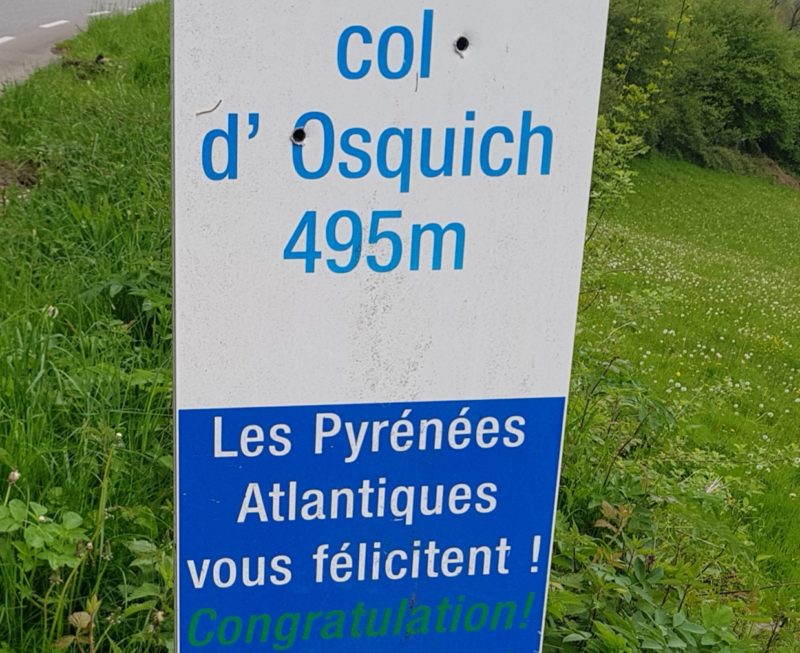 col
d' Osquich
495m
Les Pyrénées
Atlantiques
vous félicitent !
Congratulation!